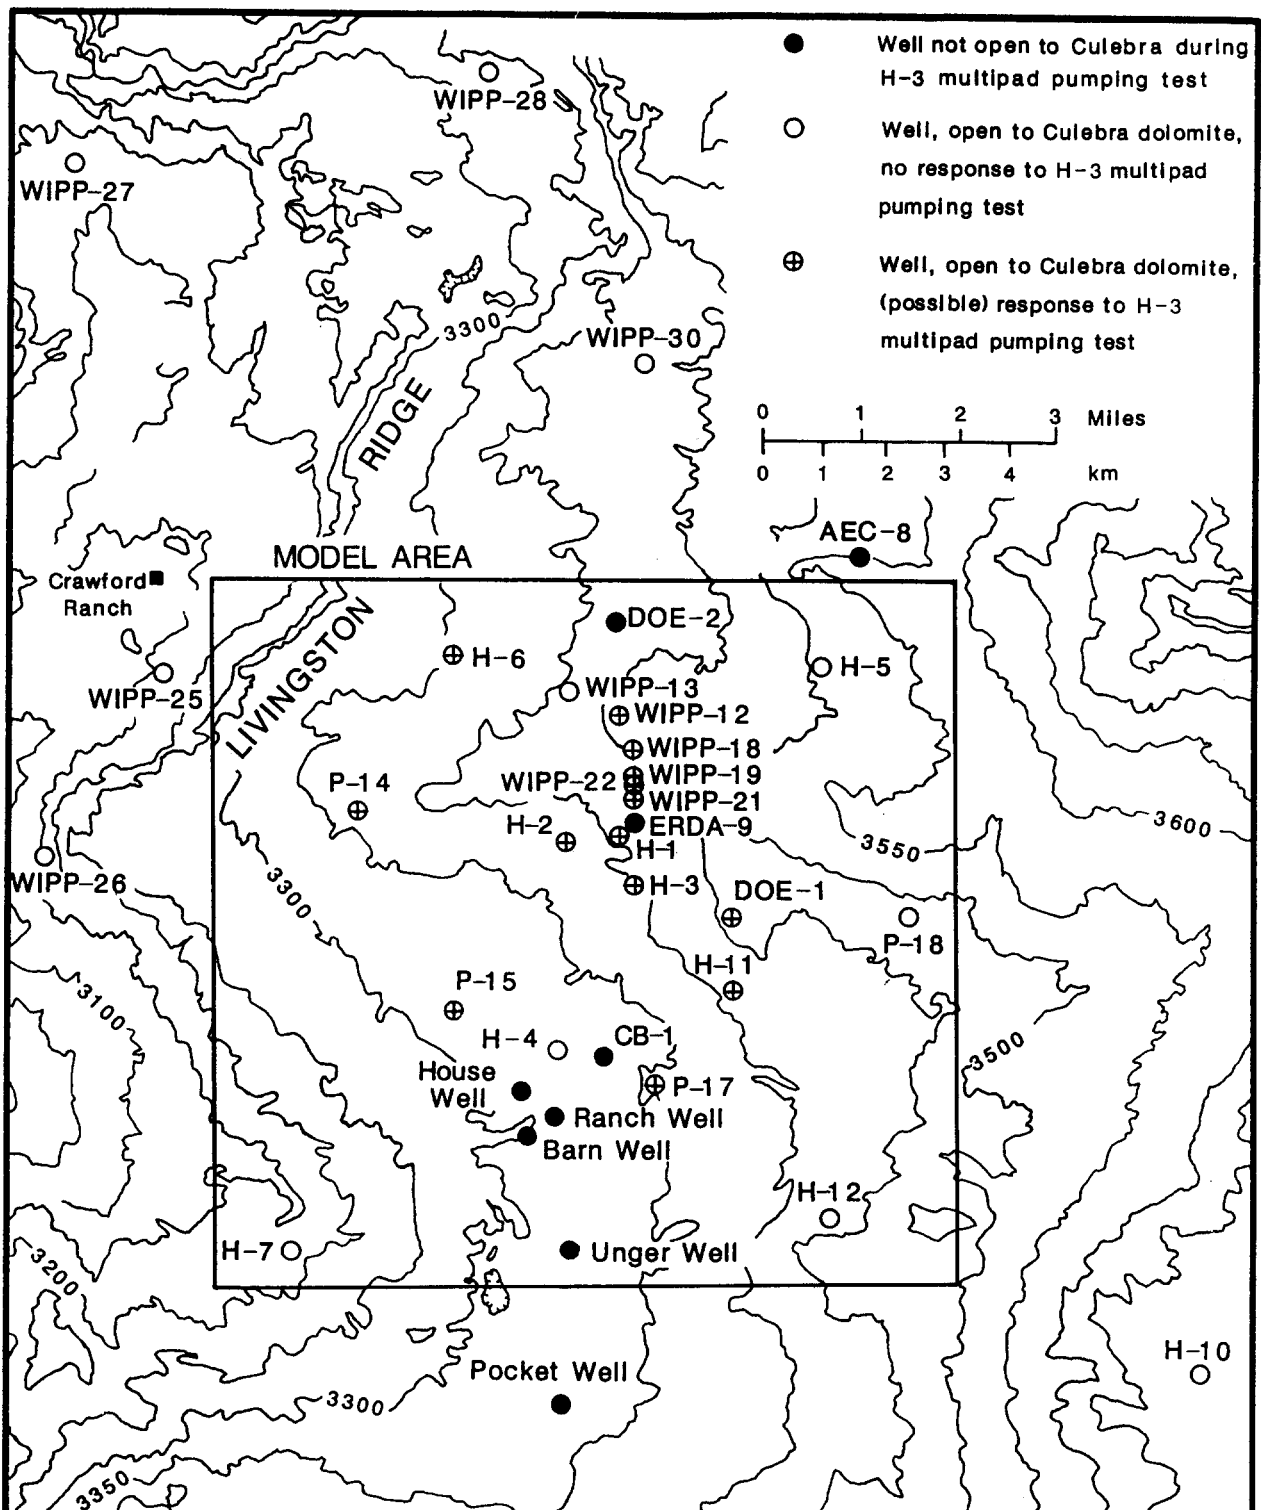 Well not open to Culebra during
H-3 multipad pumping test
WIPP-28
Well, open to Culebra dolomite,
no response to H-3 multipad
pumping test
WIPP-27
Well, open to Culebra dolomite,
(possible) response to H-3
multipad pumping test
3300
WIPP-30
RIDGE
0 1 2 3 Miles
0 1 2 3 4 km
AEC-8
MODEL AREA
Crawford
Ranch
LIVINGSTON
DOE-2
H-6
H-5
WIPP-25
WIPP-13
WIPP-12
WIPP-18
P-14
WIPP-22
WIPP-19
WIPP-21
H-2
ERDA-9
H-1
3550
3600
WIPP-26
3300
H-3
DOE-1
P-18
H-11
P-15
3100
H-4
CB-1
3500
House
Well
P-17
Ranch Well
Barn Well
H-12
H-7
Unger Well
3200
H-10
Pocket Well
3300
3350